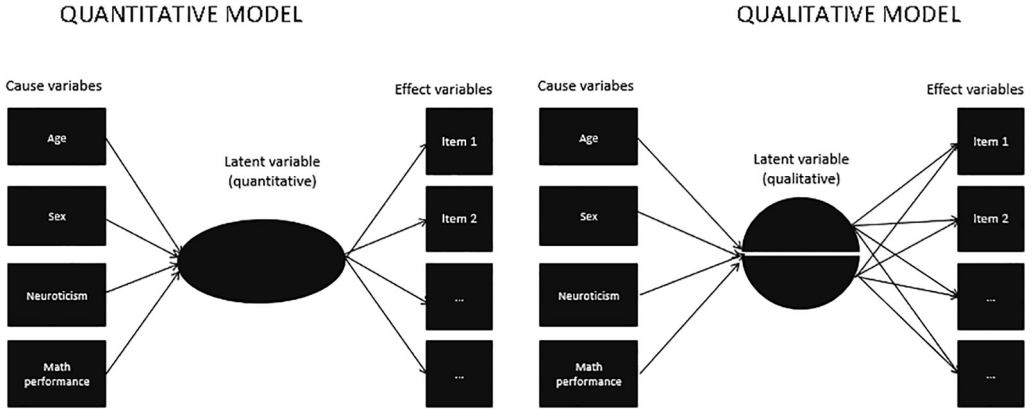 QUANTITATIVE MODEL
Cause variabes
Age
Sex
Neuroticism
Math
performance
Latent variable
(quantitative)
Effect variables
Item 1
Item 2
...
...
QUALITATIVE MODEL
Cause variables
Age
Sex
Neuroticism
Math
performance
Latent variable
(qualitative)
Effect variables
Item 1
Item 2
...
...